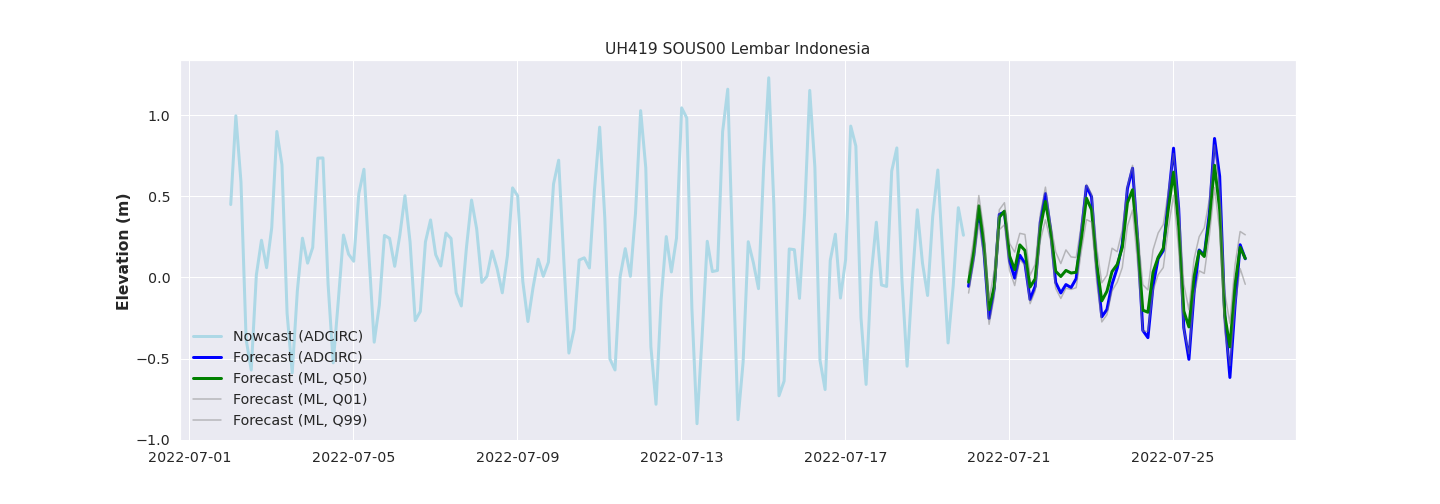 UH419 SOUS00 Lembar Indonesia
Elevation (m)
1.0
0.5
0.0
−0.5
−1.0
Nowcast (ADCIRC)
Forecast (ADCIRC)
Forecast (ML, Q50)
Forecast (ML, Q01)
Forecast (ML, Q99)
2022-07-01 2022-07-05 2022-07-09 2022-07-13 2022-07-17 2022-07-21 2022-07-25